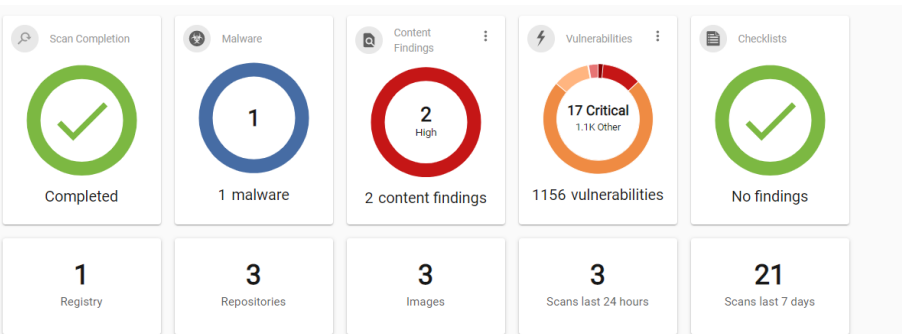 Scan Completion
Malware
Content
Findings
Vulnerabilities
Checklists
1
2
High
17 Critical
1.1K Other
Completed
1 malware
2 content findings
1156 vulnerabilities
No findings
1
Registry
3
Repositories
3
Images
3
Scans last 24 hours
21
Scans last 7 days